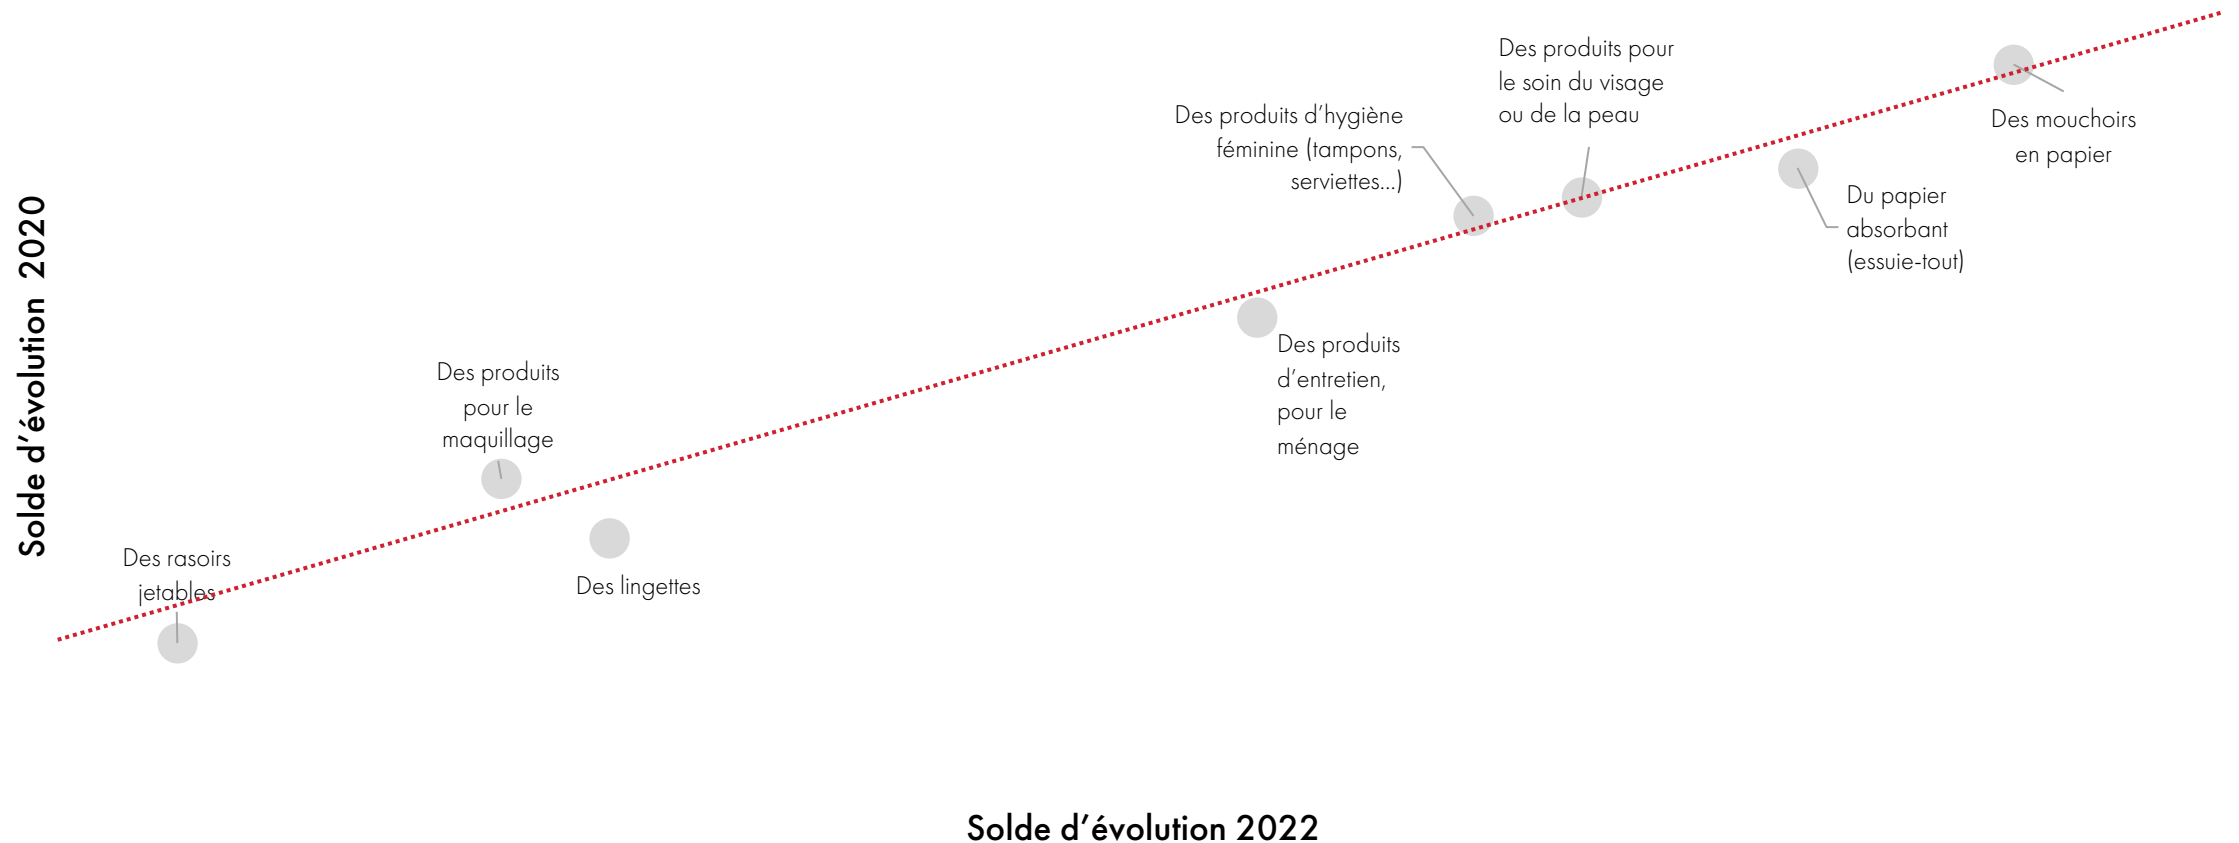 Solde d’évolution 2020
Des rasoirs
jetables
Des produits
pour le
maquillage
Des lingettes
Des produits d’hygiène
féminine (tampons,
serviettes…)
Des produits
d’entretien,
pour le
ménage
Des produits pour
le soin du visage
ou de la peau
Du papier
absorbant
(essuie-tout)
Des mouchoirs
en papier
Solde d’évolution 2022